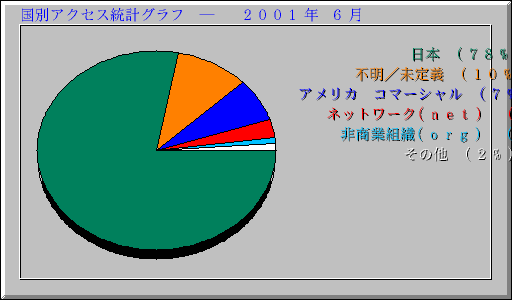 国別アクセス統計グラフ ― ２００１年 ６月
日本 (７８%
不明／未定義 (１０%
アメリカ コマーシャル (７%
ネットワーク(ｎｅｔ) (
非商業組織(ｏｒｇ) (
その他 (２%)